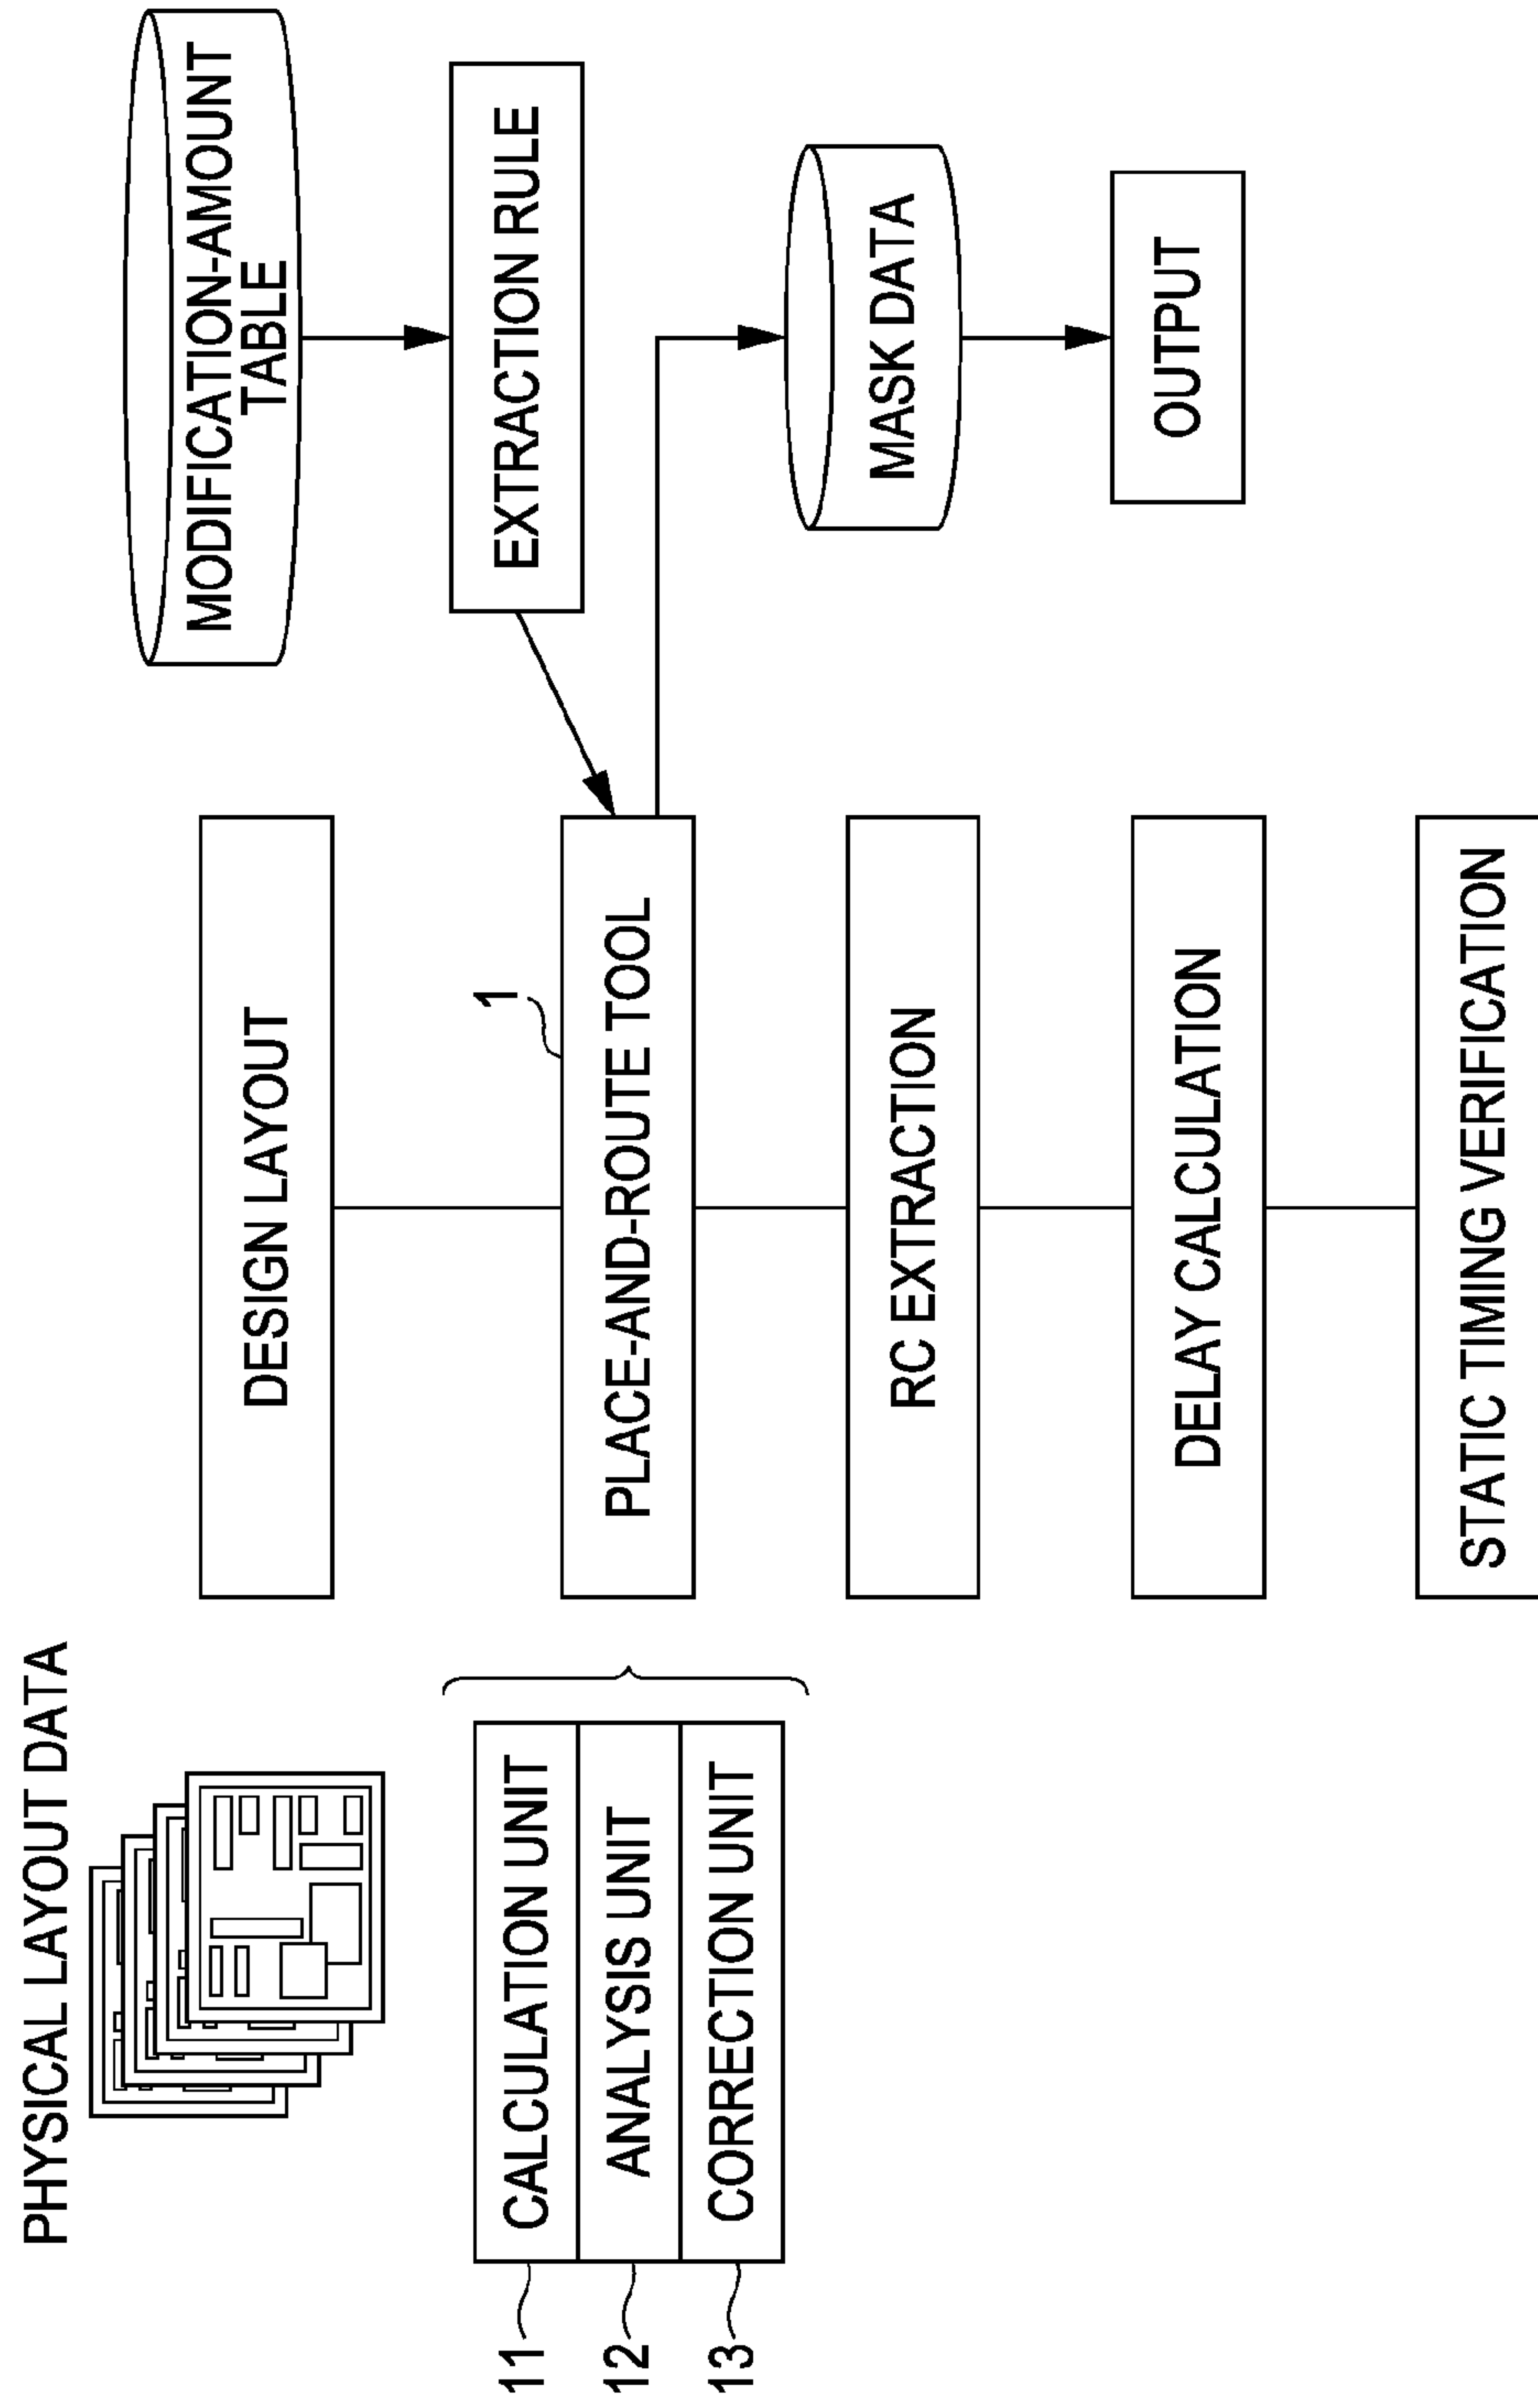 PHYSICAL LAYOUT DATA
DESIGN LAYOUT
MODIFICATION-AMOUNT
TABLE
11
CALCULATION UNIT
12
ANALYSIS UNIT
13
CORRECTION UNIT
1
PLACE-AND-ROUTE TOOL
EXTRACTION RULE
RC EXTRACTION
MASK DATA
DELAY CALCULATION
OUTPUT
STATIC TIMING VERIFICATION